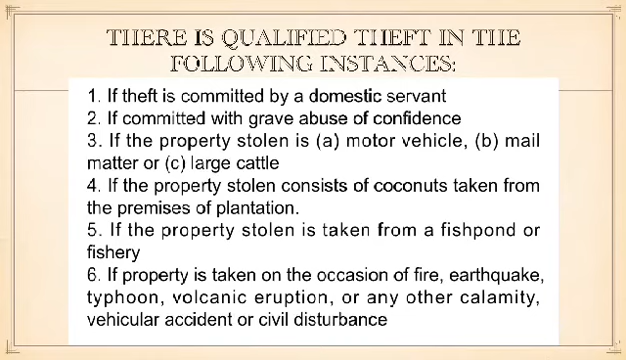 THERE IS QUALIFIED THEFT IN THE
FOLLOWING INSTANCES:
1. If theft is committed by a domestic servant
2. If committed with grave abuse of confidence
3. If the property stolen is (a) motor vehicle, (b) mail
matter or (c) large cattle
4. If the property stolen consists of coconuts taken from
the premises of plantation.
5. If the property stolen is taken from a fishpond or
fishery
6. If property is taken on the occasion of fire, earthquake,
typhoon, volcanic eruption, or any other calamity,
vehicular accident or civil disturbance